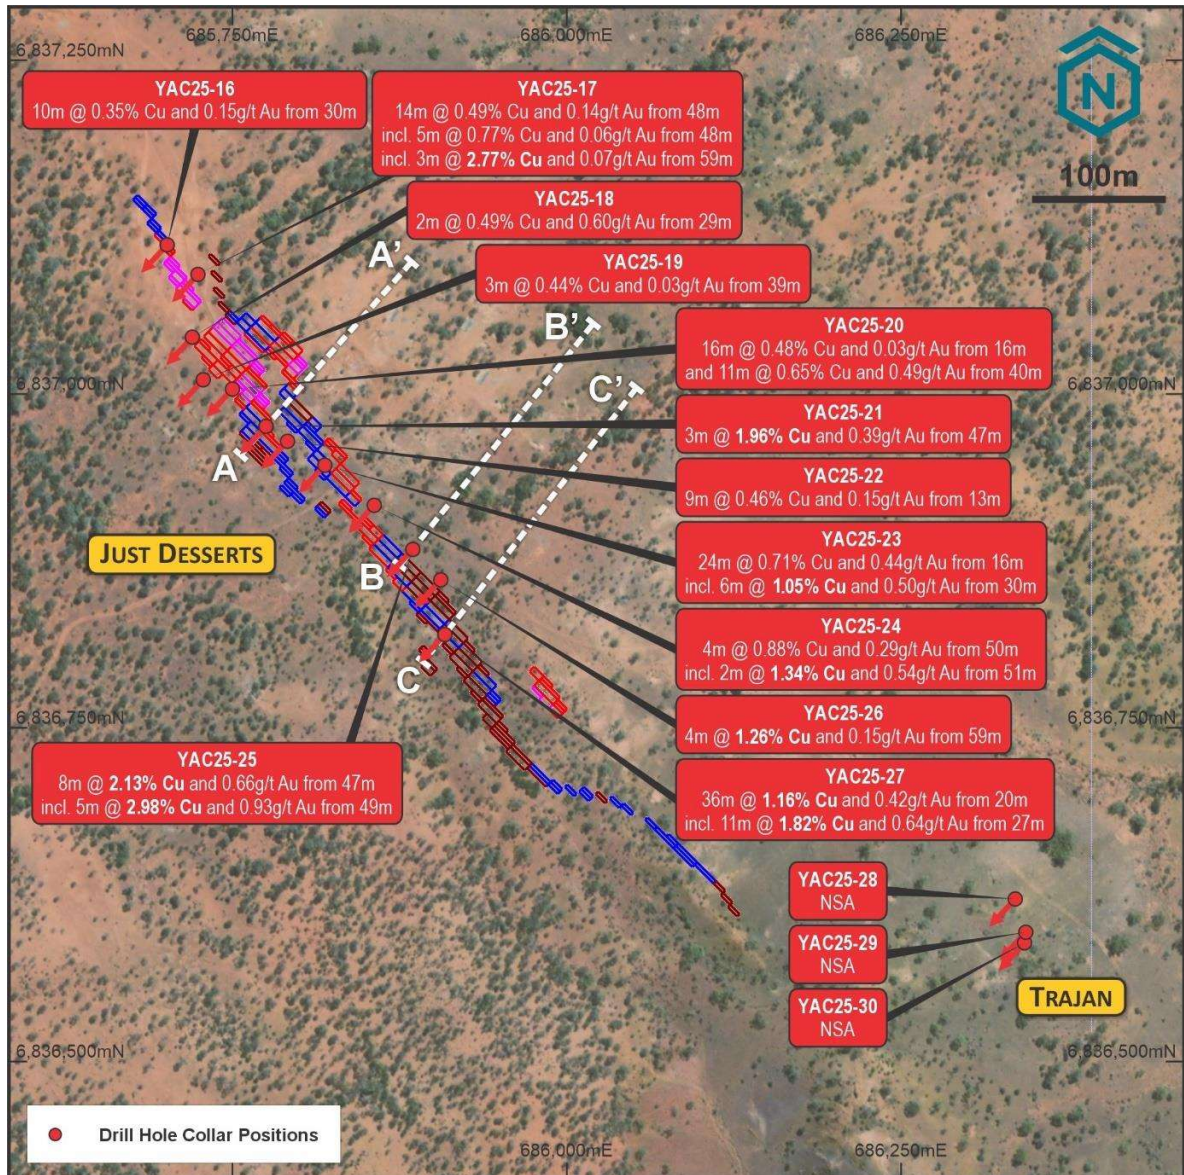 685,750mE
686,000mE
686,250mE
6,837,250mN
N
100m
YAC25-16
10m @ 0.35% Cu and 0.15g/t Au from 30m
YAC25-17
14m @ 0.49% Cu and 0.14g/t Au from 48m
incl. 5m @ 0.77% Cu and 0.06g/t Au from 48m
incl. 3m @ 2.77% Cu and 0.07g/t Au from 59m
YAC25-18
2m @ 0.49% Cu and 0.60g/t Au from 29m
A'
YAC25-19
3m @ 0.44% Cu and 0.03g/t Au from 39m
B'
C'
YAC25-20
16m @ 0.48% Cu and 0.03g/t Au from 16m
and 11m @ 0.65% Cu and 0.49g/t Au from 40m
6,837,000mN
6,837,000mN
YAC25-21
3m @ 1.96% Cu and 0.39g/t Au from 47m
A
YAC25-22
9m @ 0.46% Cu and 0.15g/t Au from 13m
JUST DESSERTS
YAC25-23
24m @ 0.71% Cu and 0.44g/t Au from 16m
incl. 6m @ 1.05% Cu and 0.50g/t Au from 30m
B
YAC25-24
4m @ 0.88% Cu and 0.29g/t Au from 50m
incl. 2m @ 1.34% Cu and 0.54g/t Au from 51m
C
YAC25-26
4m @ 1.26% Cu and 0.15g/t Au from 59m
6,836,750mN
6,836,750mN
YAC25-25
8m @ 2.13% Cu and 0.66g/t Au from 47m
incl. 5m @ 2.98% Cu and 0.93g/t Au from 49m
YAC25-27
36m @ 1.16% Cu and 0.42g/t Au from 20m
incl. 11m @ 1.82% Cu and 0.64g/t Au from 27m
YAC25-28
NSA
YAC25-29
NSA
YAC25-30
NSA
TRAJAN
6,836,500mN
6,836,500mN
Drill Hole Collar Positions
686,000mE
686,250mE